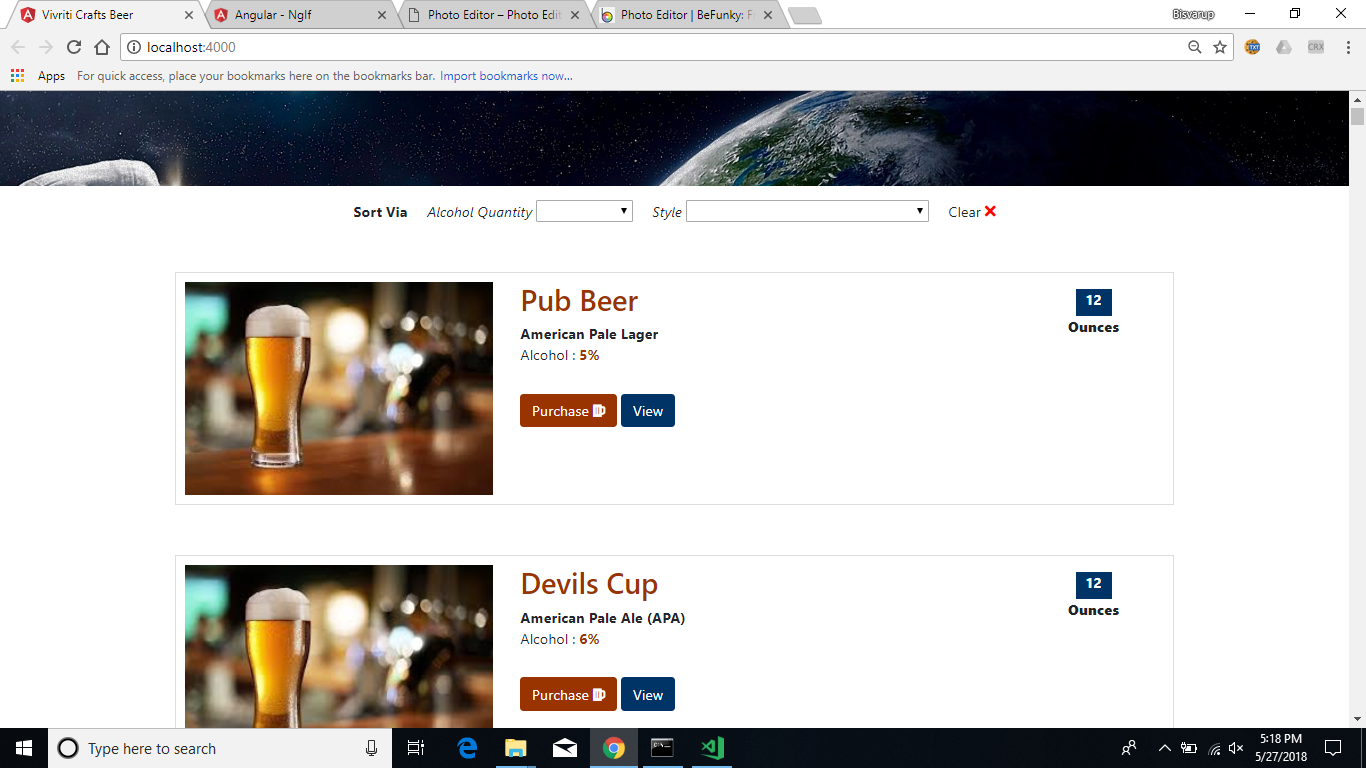 Vivriti Crafts Beer
Angular - NgIf
Photo Editor – Photo Edit
Photo Editor | BeFunky: F
Bisvarup
localhost:4000
TXT
CRX
Apps For quick access, place your bookmarks here on the bookmarks bar. Import bookmarks now...
Sort Via Alcohol Quantity Style Clear
Pub Beer
American Pale Lager
Alcohol : 5%
Purchase View
12
Ounces
Devils Cup
American Pale Ale (APA)
Alcohol : 6%
Purchase View
12
Ounces
Type here to search
5:18 PM
5/27/2018